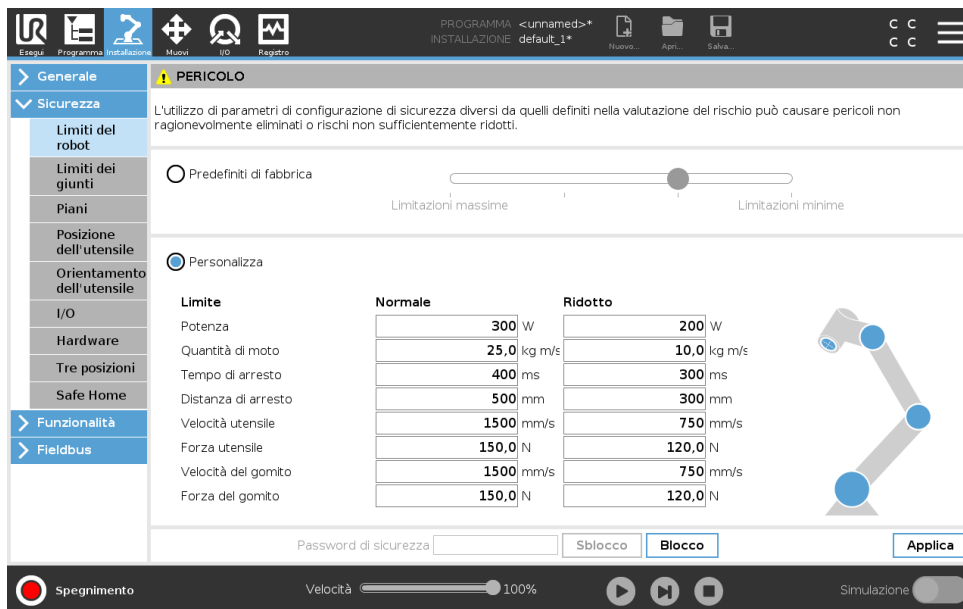 UR
PROGRAMMA <unnamed>*
INSTALLAZIONE default_1*
Esegui Programma Installazione Muovi I/O Registro Nuovo... Apri... Salva...
C C
C C
Generale
PERICOLO
Sicurezza
L'utilizzo di parametri di configurazione di sicurezza diversi da quelli definiti nella valutazione del rischio può causare pericoli non
ragionevolmente eliminati o rischi non sufficientemente ridotti.
Limiti del
robot
Limiti dei
giunti
Piani
Posizione
dell'utensile
Orientamento
dell'utensile
I/O
Hardware
Tre posizioni
Safe Home
Funzionalità
Fieldbus
Predefiniti di fabbrica
Limitazioni massime Limitazioni minime
Personalizza
Limite Normale Ridotto
Potenza 300 W 200 W
Quantità di moto 25,0 kg m/s 10,0 kg m/s
Tempo di arresto 400 ms 300 ms
Distanza di arresto 500 mm 300 mm
Velocità utensile 1500 mm/s 750 mm/s
Forza utensile 150,0 N 120,0 N
Velocità del gomito 1500 mm/s 750 mm/s
Forza del gomito 150,0 N 120,0 N
Password di sicurezza Sblocco Blocco Applica
Spegnimento Velocità 100% Simulazione